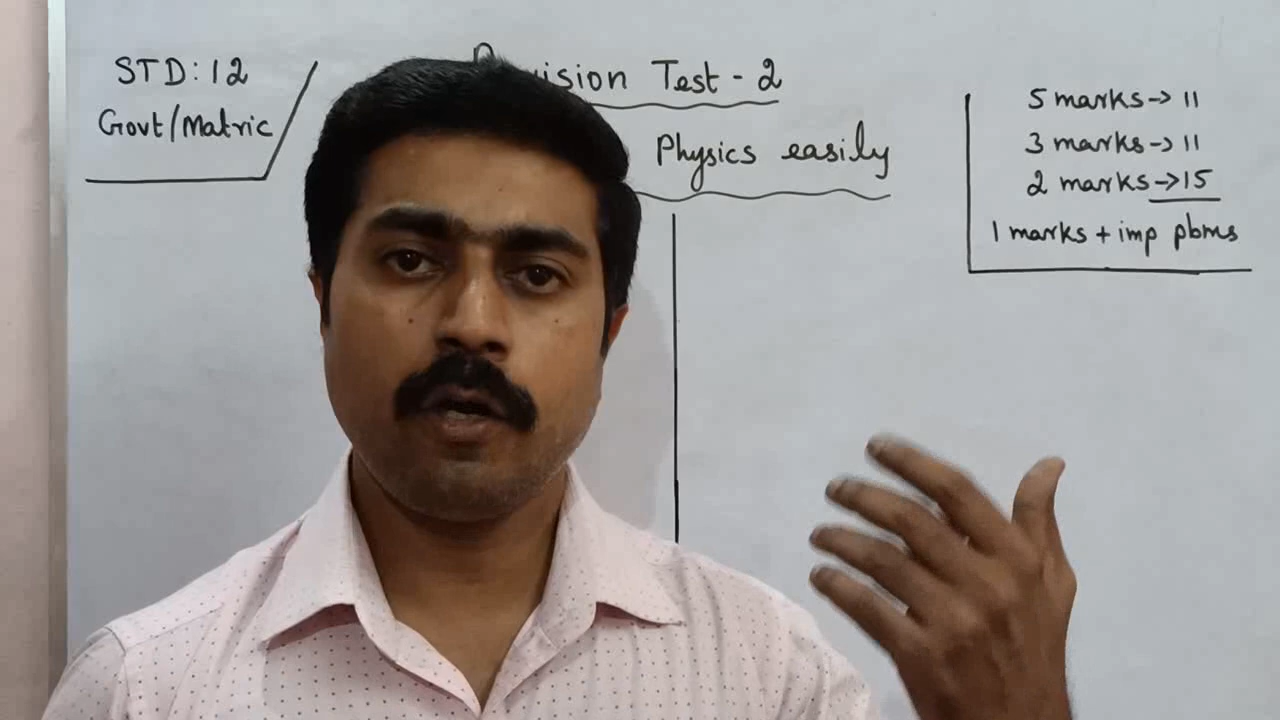 STD: 12
Govt/Matric
Test - 2
Physics easily
5 marks → 11
3 marks → 11
2 marks → 15
1 marks + imp pbms